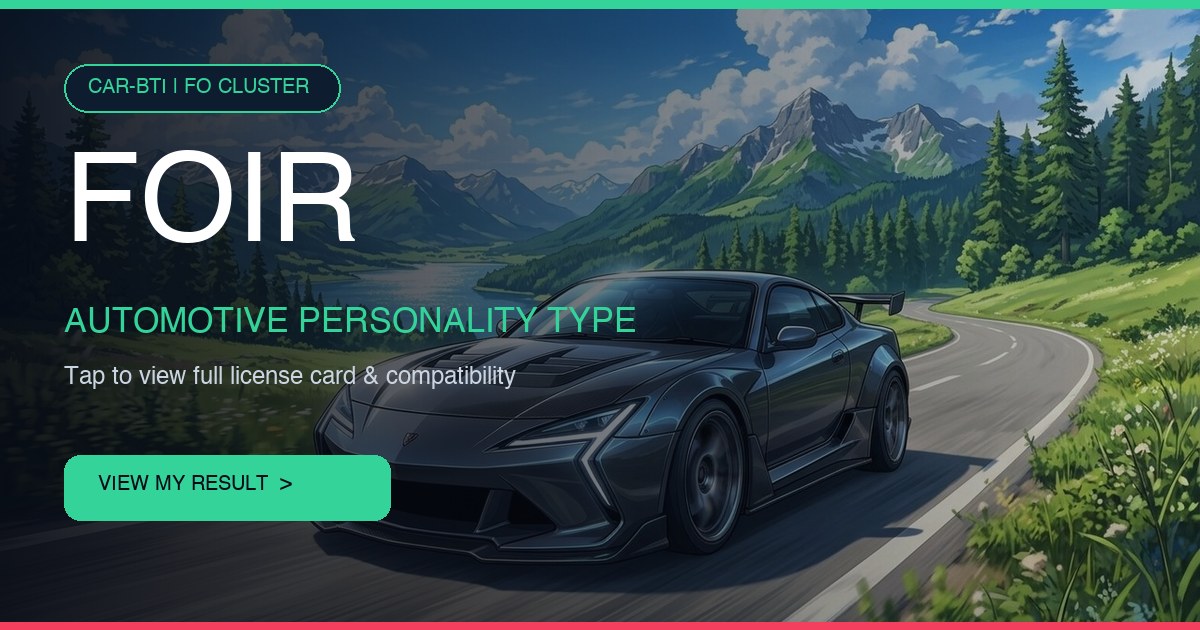 CAR-BTI | FO CLUSTER
FOIR
AUTOMOTIVE PERSONALITY TYPE
Tap to view full license card & compatibility
VIEW MY RESULT >